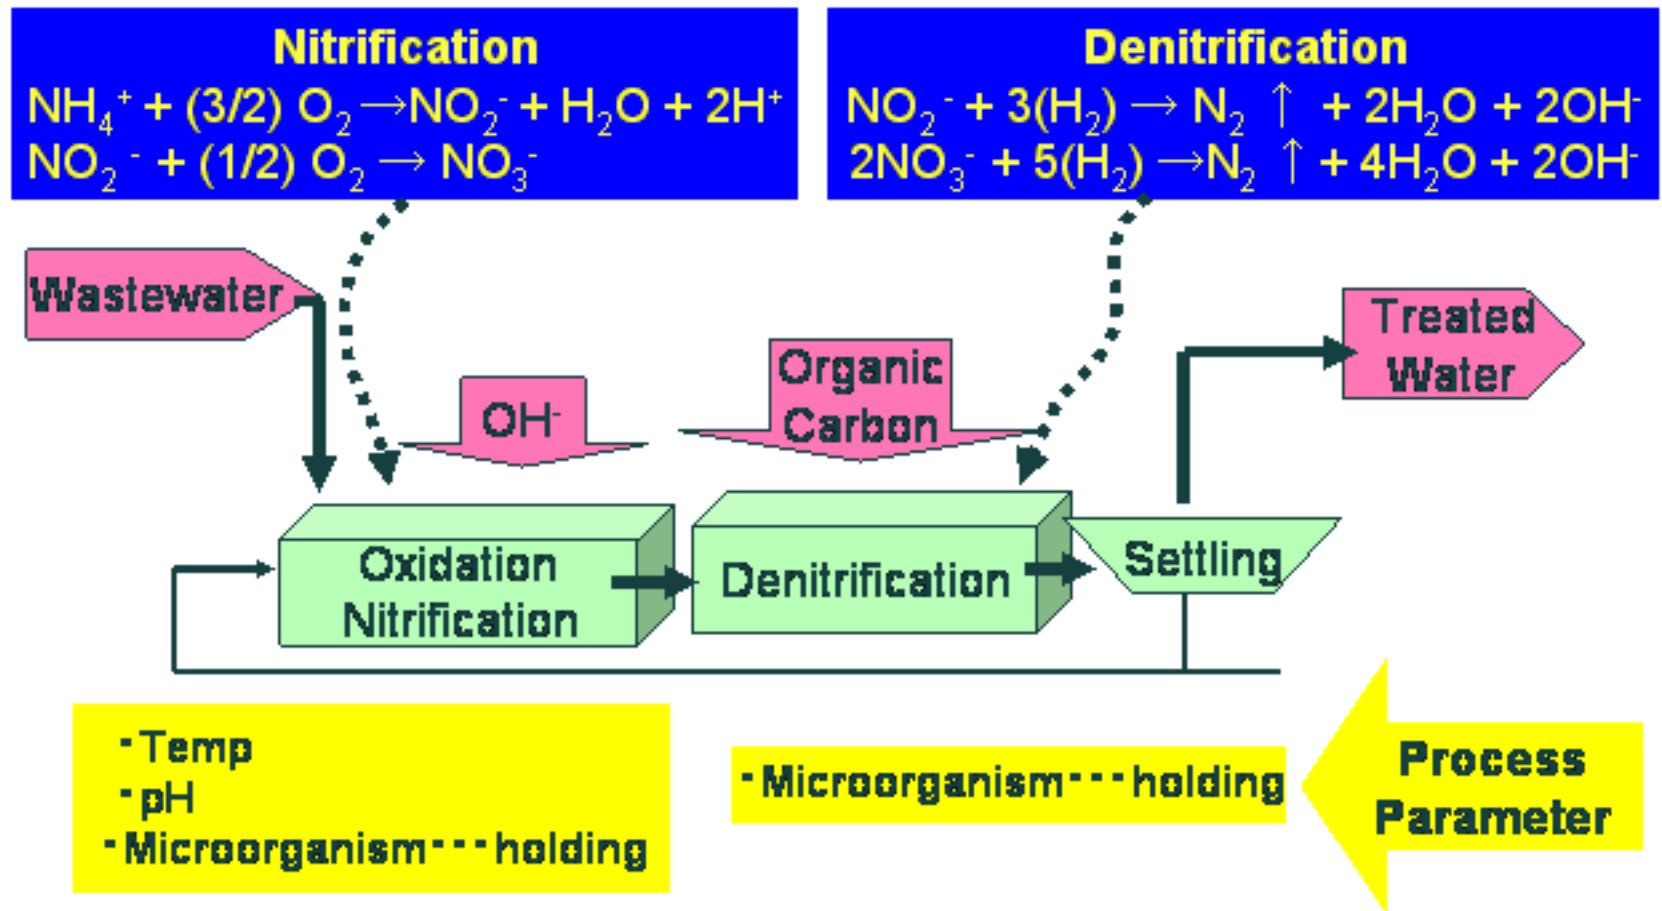 Nitrification
NH₄⁺ + (3/2) O₂ →NO₂⁻ + H₂O + 2H⁺
NO₂⁻ + (1/2) O₂ → NO₃⁻
Denitrification
NO₂⁻ + 3(H₂) → N₂ ↑ + 2H₂O + 2OH⁻
2NO₃⁻ + 5(H₂) →N₂ ↑ + 4H₂O + 2OH⁻
Wastewater
OH⁻
Organic
Carbon
Treated
Water
Oxidation
Nitrification
Denitrification
Settling
・Temp
・pH
・Microorganism・・・holding
・Microorganism・・・holding
Process
Parameter